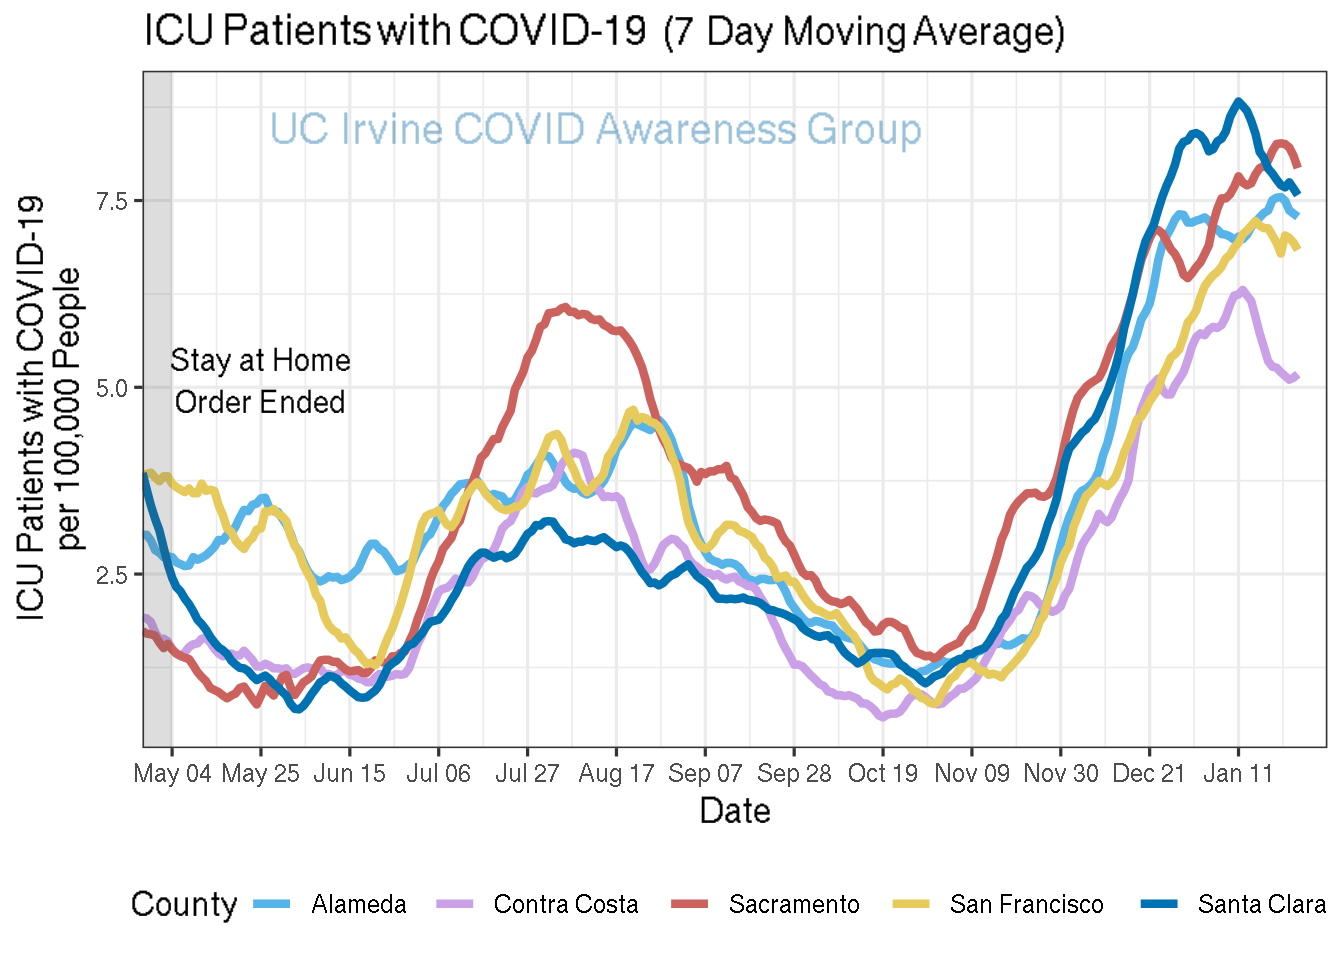 ICU Patients with COVID-19 (7 Day Moving Average)
UC Irvine COVID Awareness Group
ICU Patients with COVID-19
per 100,000 People
7.5
5.0
2.5
Stay at Home
Order Ended
May 04 May 25 Jun 15 Jul 06 Jul 27 Aug 17 Sep 07 Sep 28 Oct 19 Nov 09 Nov 30 Dec 21 Jan 11
Date
County Alameda Contra Costa Sacramento San Francisco Santa Clara